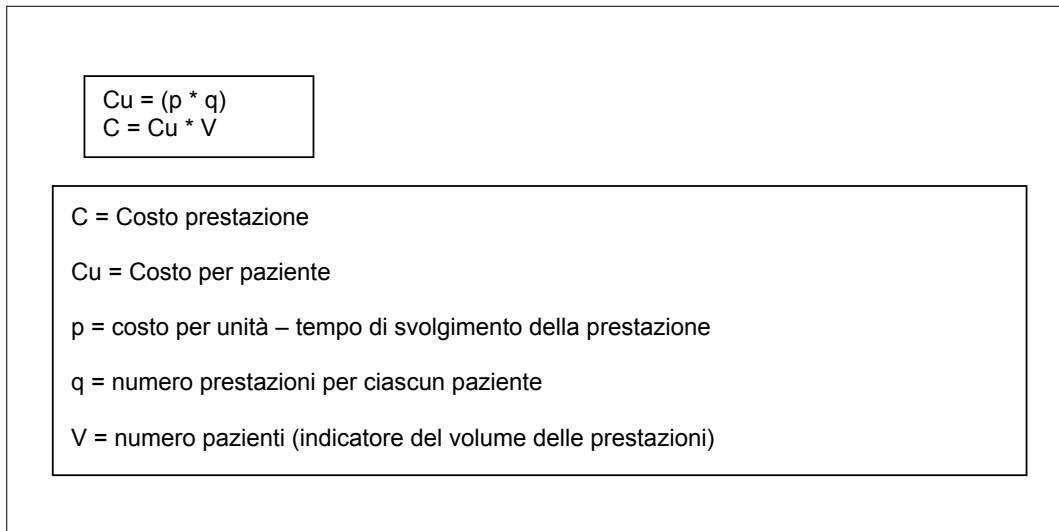 Cu = (p * q)
C = Cu * V
C = Costo prestazione
Cu = Costo per paziente
p = costo per unità – tempo di svolgimento della prestazione
q = numero prestazioni per ciascun paziente
V = numero pazienti (indicatore del volume delle prestazioni)